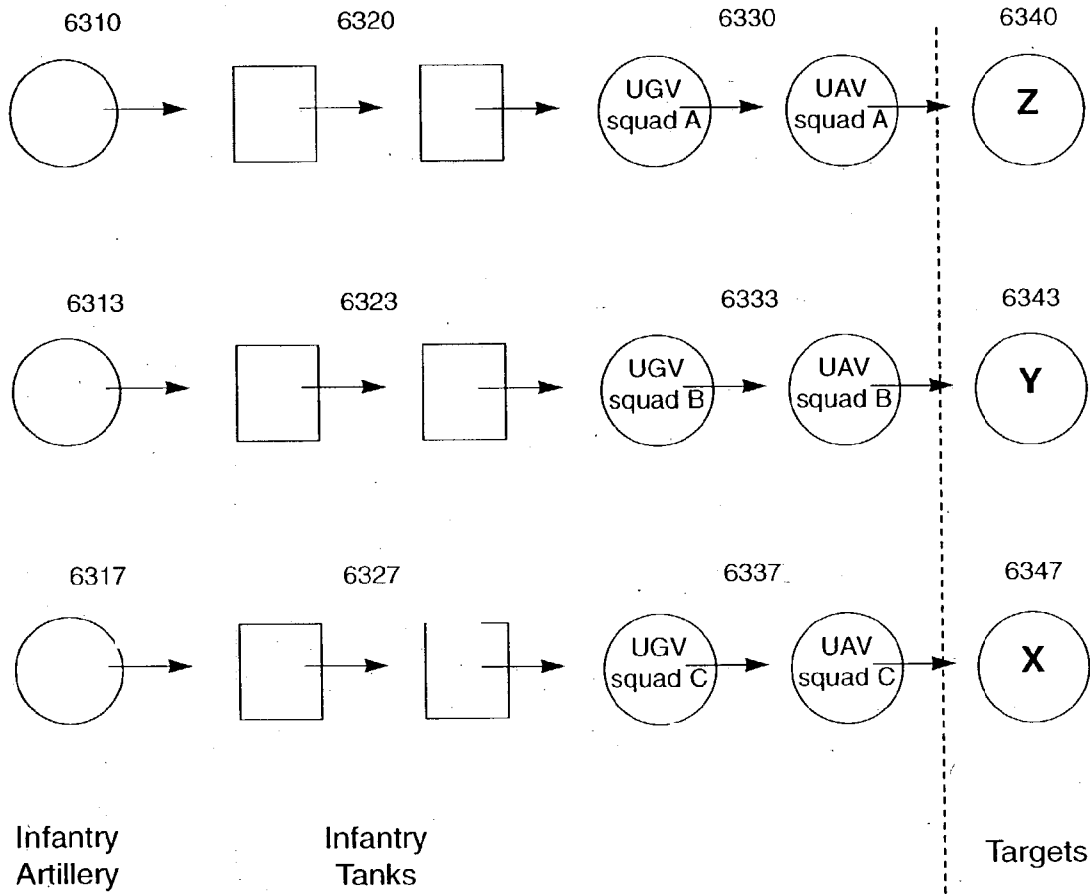 6310 6320 6330 6340
UGV UAV Z
squad A squad A
6313 6323 6333 6343
UGV UAV Y
squad B squad B
6317 6327 6337 6347
UGV UAV X
squad C squad C
Infantry Infantry Targets
Artillery Tanks